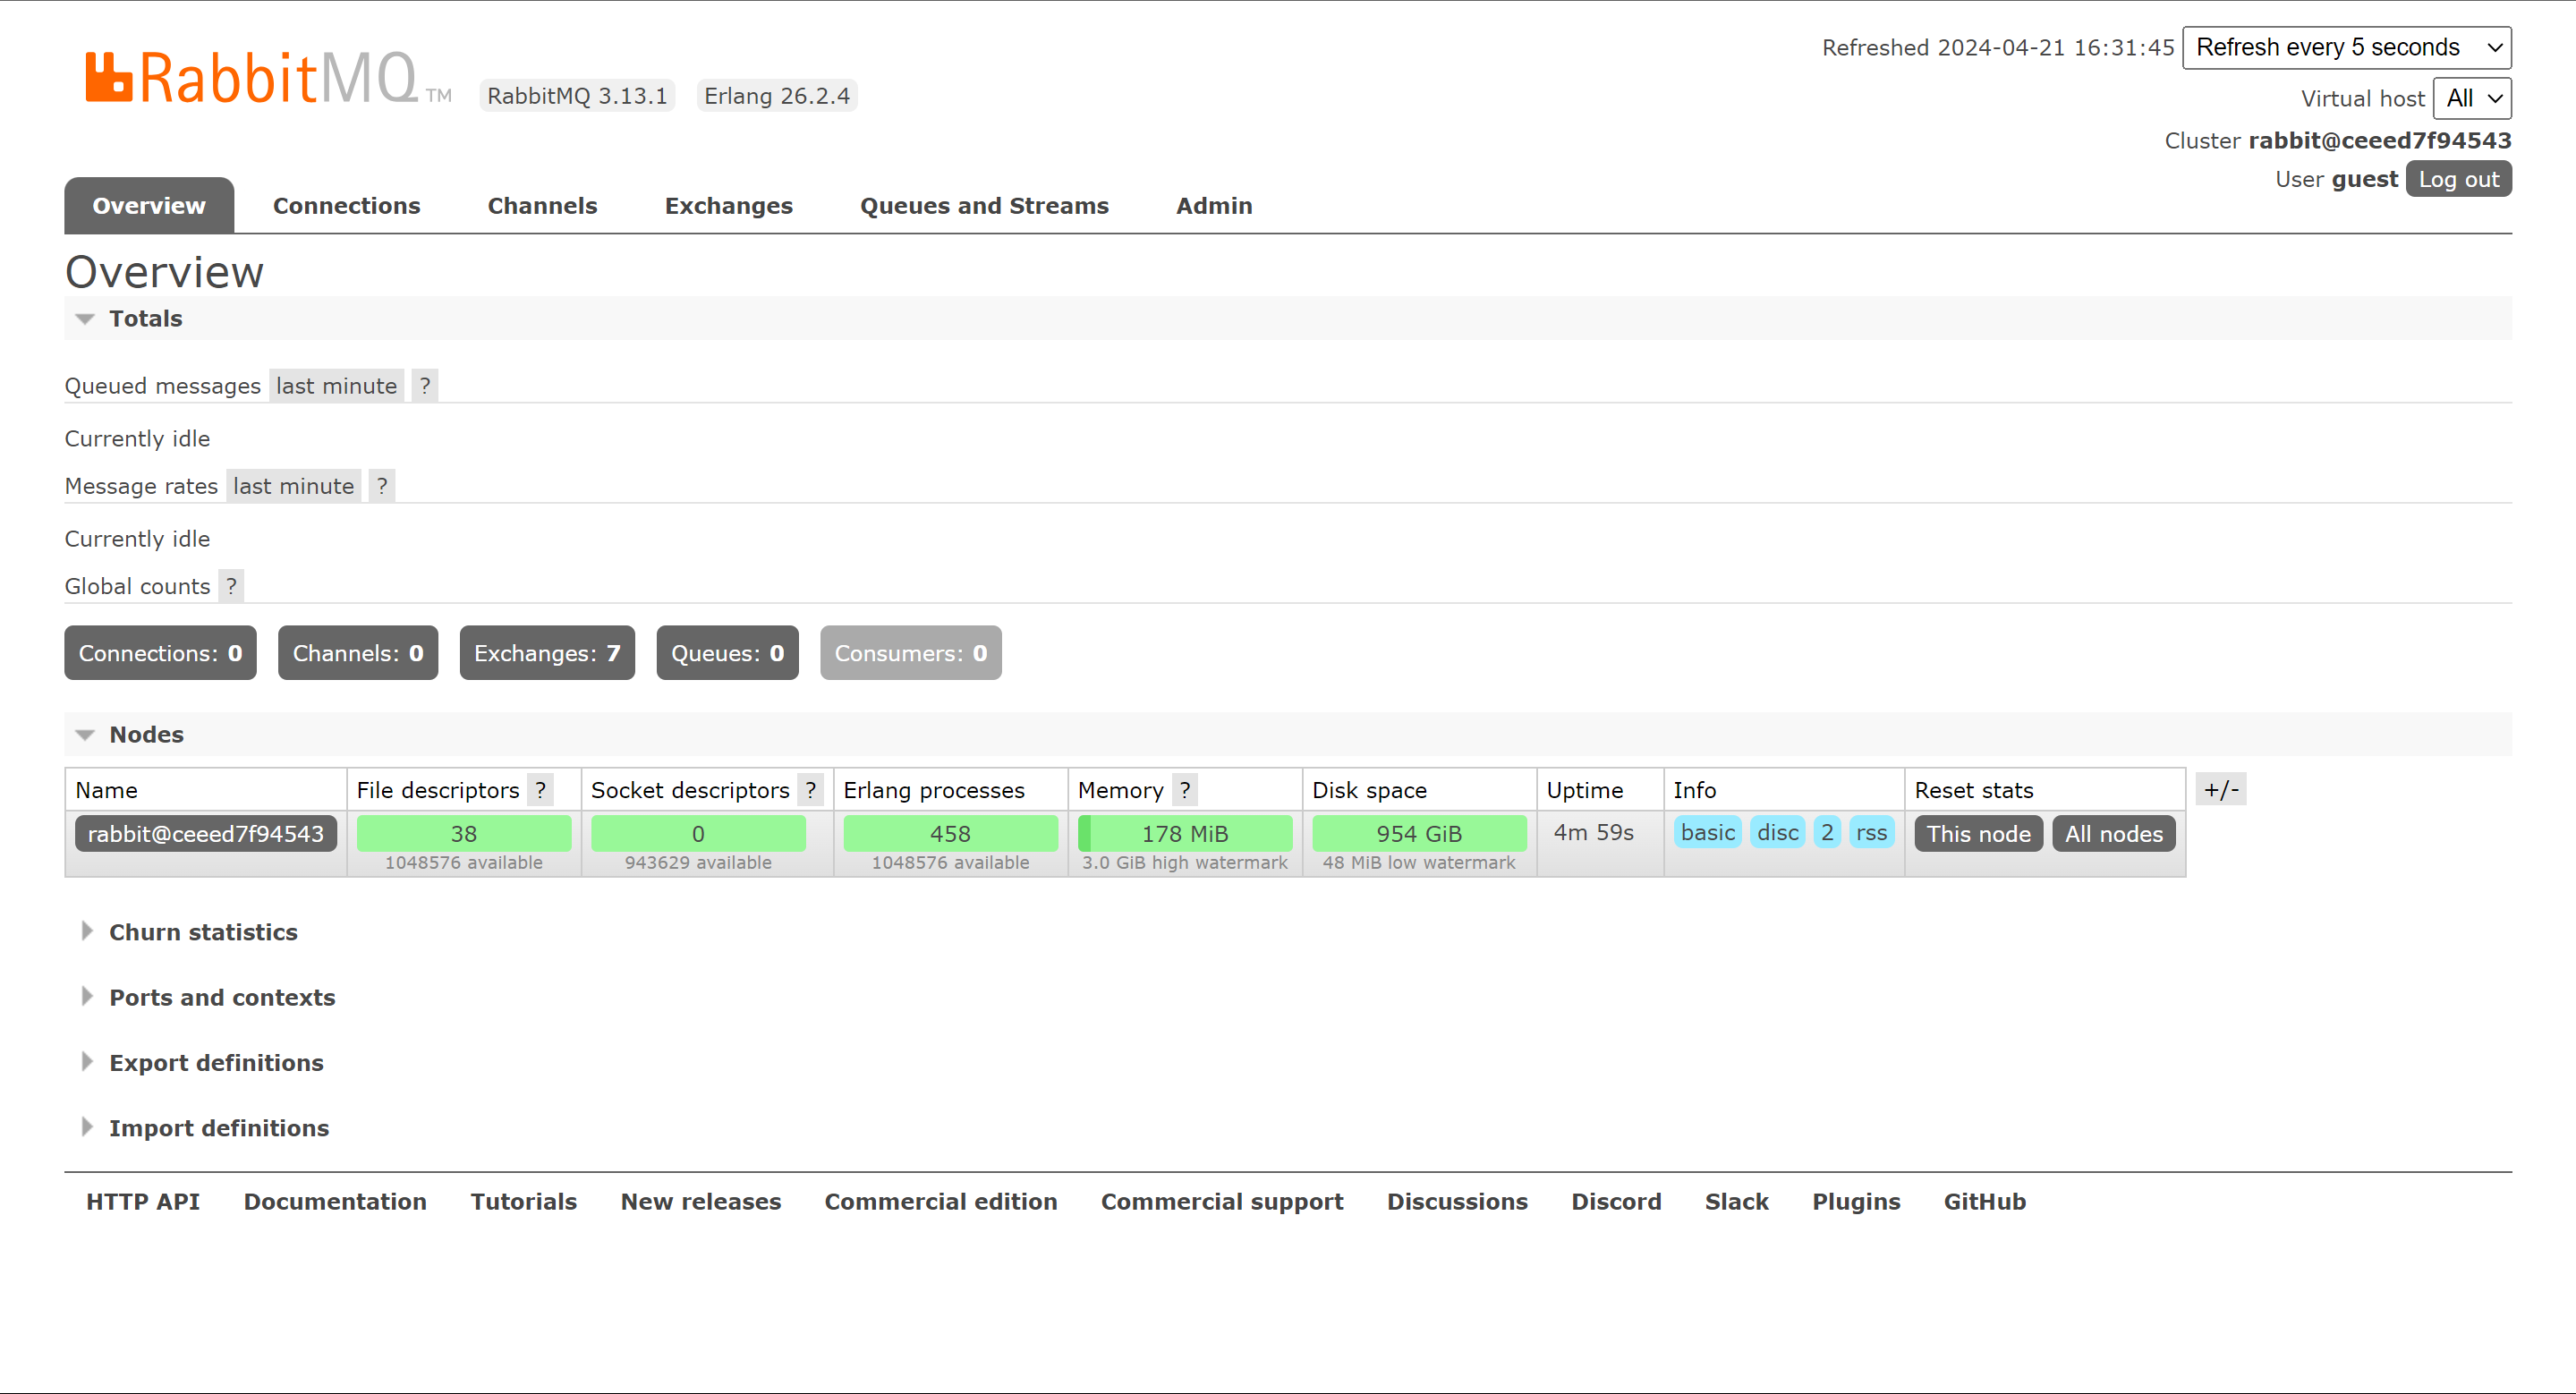 RabbitMQ TM RabbitMQ 3.13.1 Erlang 26.2.4
Refreshed 2024-04-21 16:31:45 Refresh every 5 seconds
Virtual host All
Cluster rabbit@ceeed7f94543
User guest Log out
Overview Connections Channels Exchanges Queues and Streams Admin
Overview
Totals
Queued messages last minute ?
Currently idle
Message rates last minute ?
Currently idle
Global counts ?
Connections: 0 Channels: 0 Exchanges: 7 Queues: 0 Consumers: 0
Nodes
Name File descriptors ? Socket descriptors ? Erlang processes Memory ? Disk space Uptime Info Reset stats +/-
rabbit@ceeed7f94543 38 0 458 178 MiB 954 GiB 4m 59s basic disc 2 rss This node All nodes
1048576 available 943629 available 1048576 available 3.0 GiB high watermark 48 MiB low watermark
Churn statistics
Ports and contexts
Export definitions
Import definitions
HTTP API Documentation Tutorials New releases Commercial edition Commercial support Discussions Discord Slack Plugins GitHub